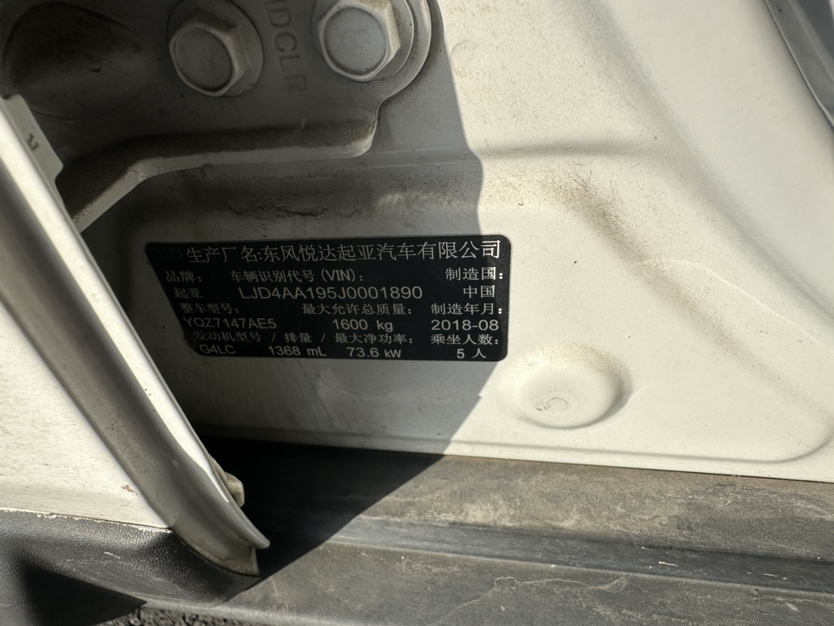 HDCLR
生产厂名:东风悦达起亚汽车有限公司
品牌: 车辆识别代号(VIN): 制造国:
起亚 LJD4AA195J0001890 中国
整车型号: 最大允许总质量: 制造年月:
YQZ7147AE5 1600 kg 2018-08
发动机型号 / 排量 / 最大净功率: 乘坐人数:
G4LC 1368 mL 73.6 kW 5 人